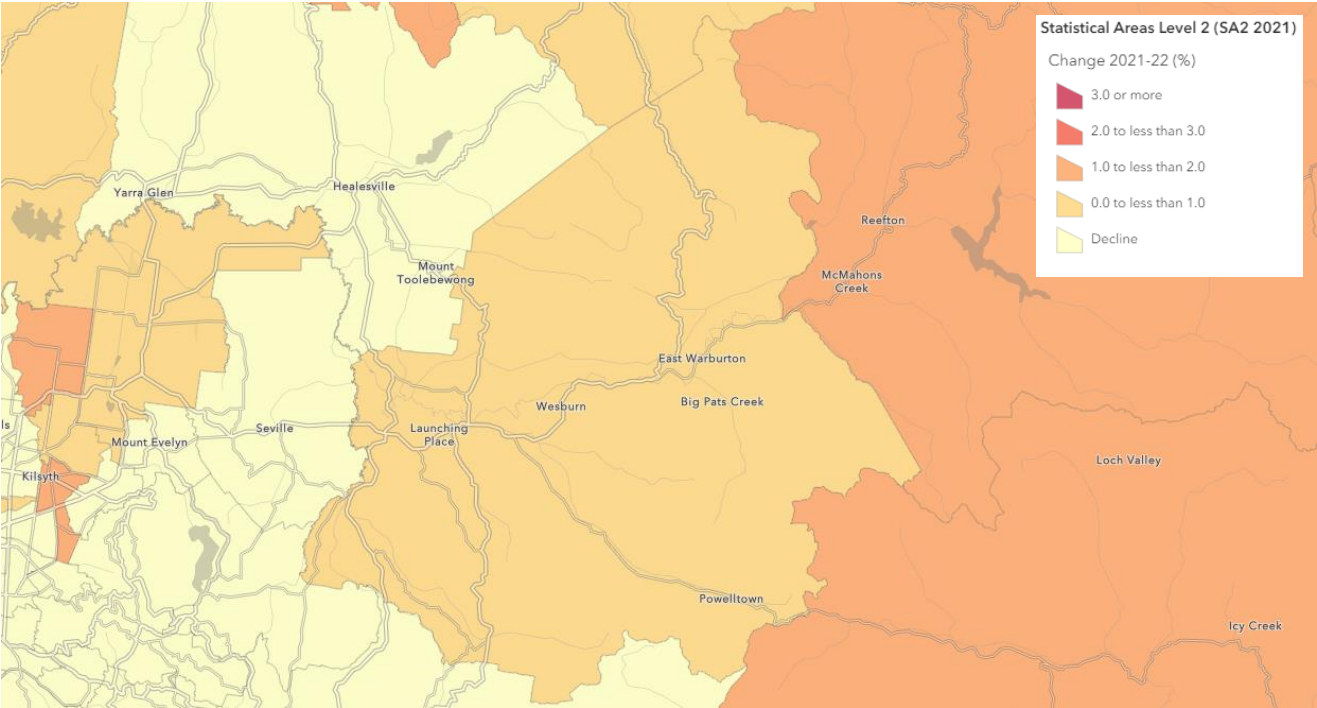 Statistical Areas Level 2 (SA2 2021)
Change 2021-22 (%)
3.0 or more
2.0 to less than 3.0
1.0 to less than 2.0
0.0 to less than 1.0
Decline
Yarra Glen
Healesville
Reefton
Mount
Toolebewong
McMahons
Creek
East Warburton
Big Pats Creek
Wesburn
ls
Mount Evelyn
Seville
Launching
Place
Loch Valley
Kilsyth
Powelltown
Icy Creek